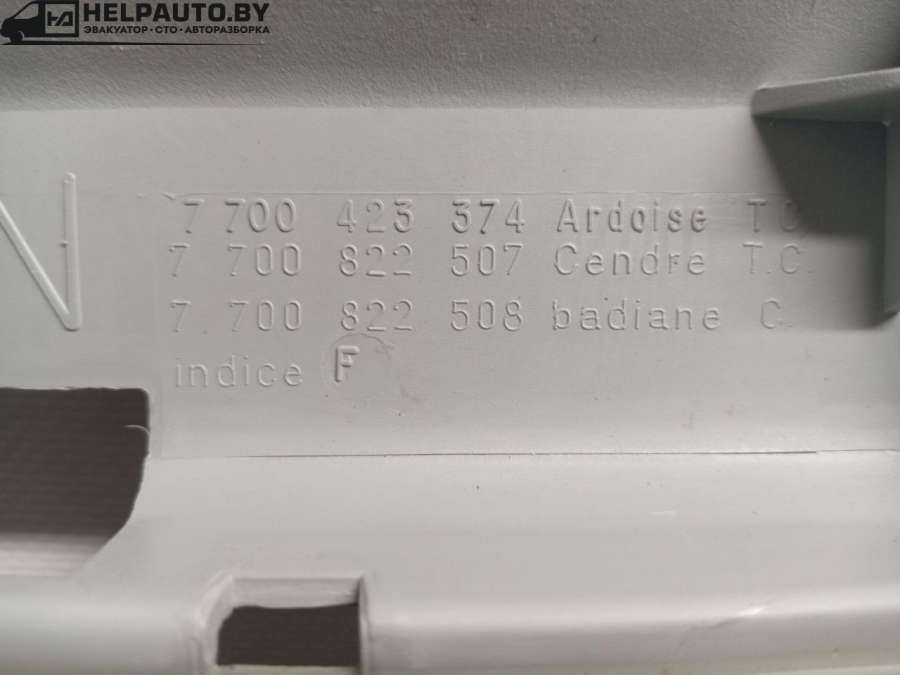 HELPAUTO.BY
ЭВАКУАТОР·СТО·АВТОРАЗБОРКА
7 700 423 374 Ardoise T.C.
7 700 822 507 Cendre T.C.
7.700 822 508 badiane C.
indice F